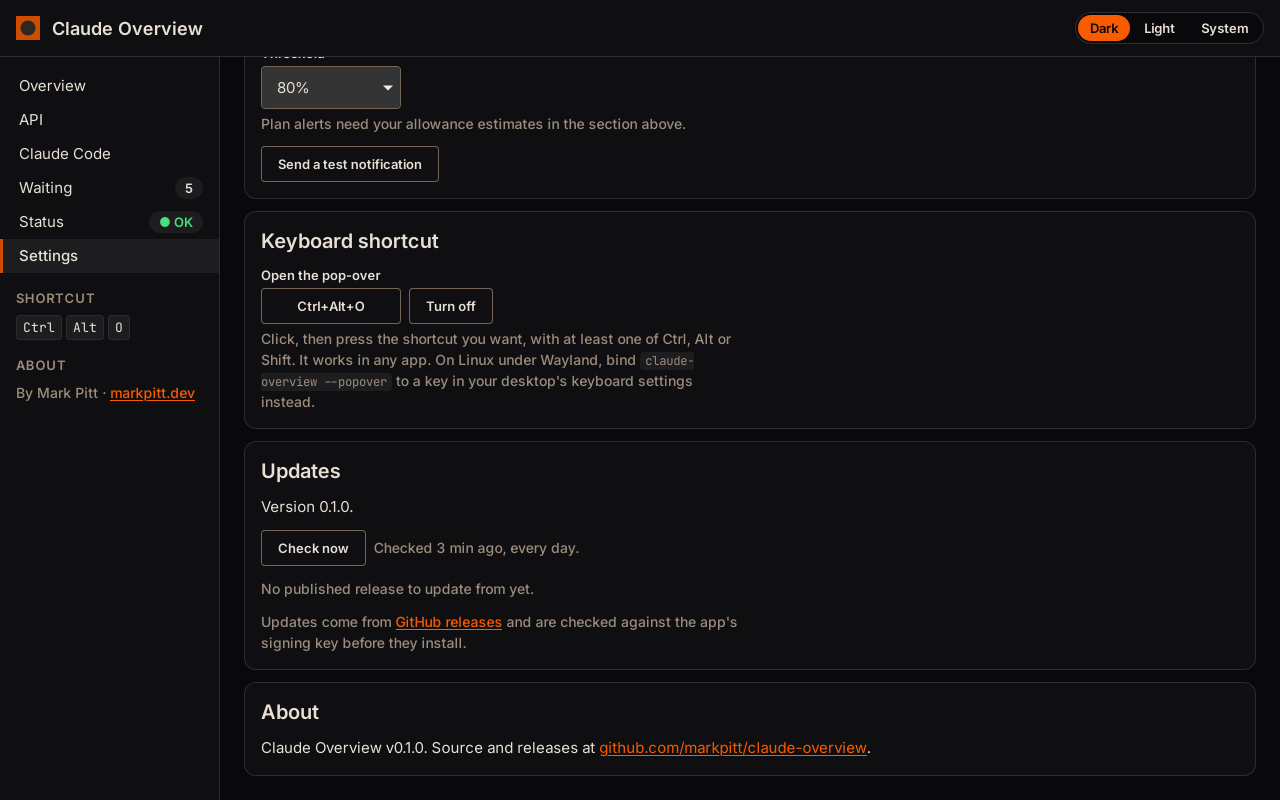 Claude Overview
Dark Light System
Overview
API
Claude Code
Waiting 5
Status OK
Settings
SHORTCUT
Ctrl Alt O
ABOUT
By Mark Pitt · markpitt.dev
Threshold
80%
Plan alerts need your allowance estimates in the section above.
Send a test notification
Keyboard shortcut
Open the pop-over
Ctrl+Alt+O Turn off
Click, then press the shortcut you want, with at least one of Ctrl, Alt or
Shift. It works in any app. On Linux under Wayland, bind claude-
overview --popover to a key in your desktop's keyboard settings
instead.
Updates
Version 0.1.0.
Check now Checked 3 min ago, every day.
No published release to update from yet.
Updates come from GitHub releases and are checked against the app's
signing key before they install.
About
Claude Overview v0.1.0. Source and releases at github.com/markpitt/claude-overview.